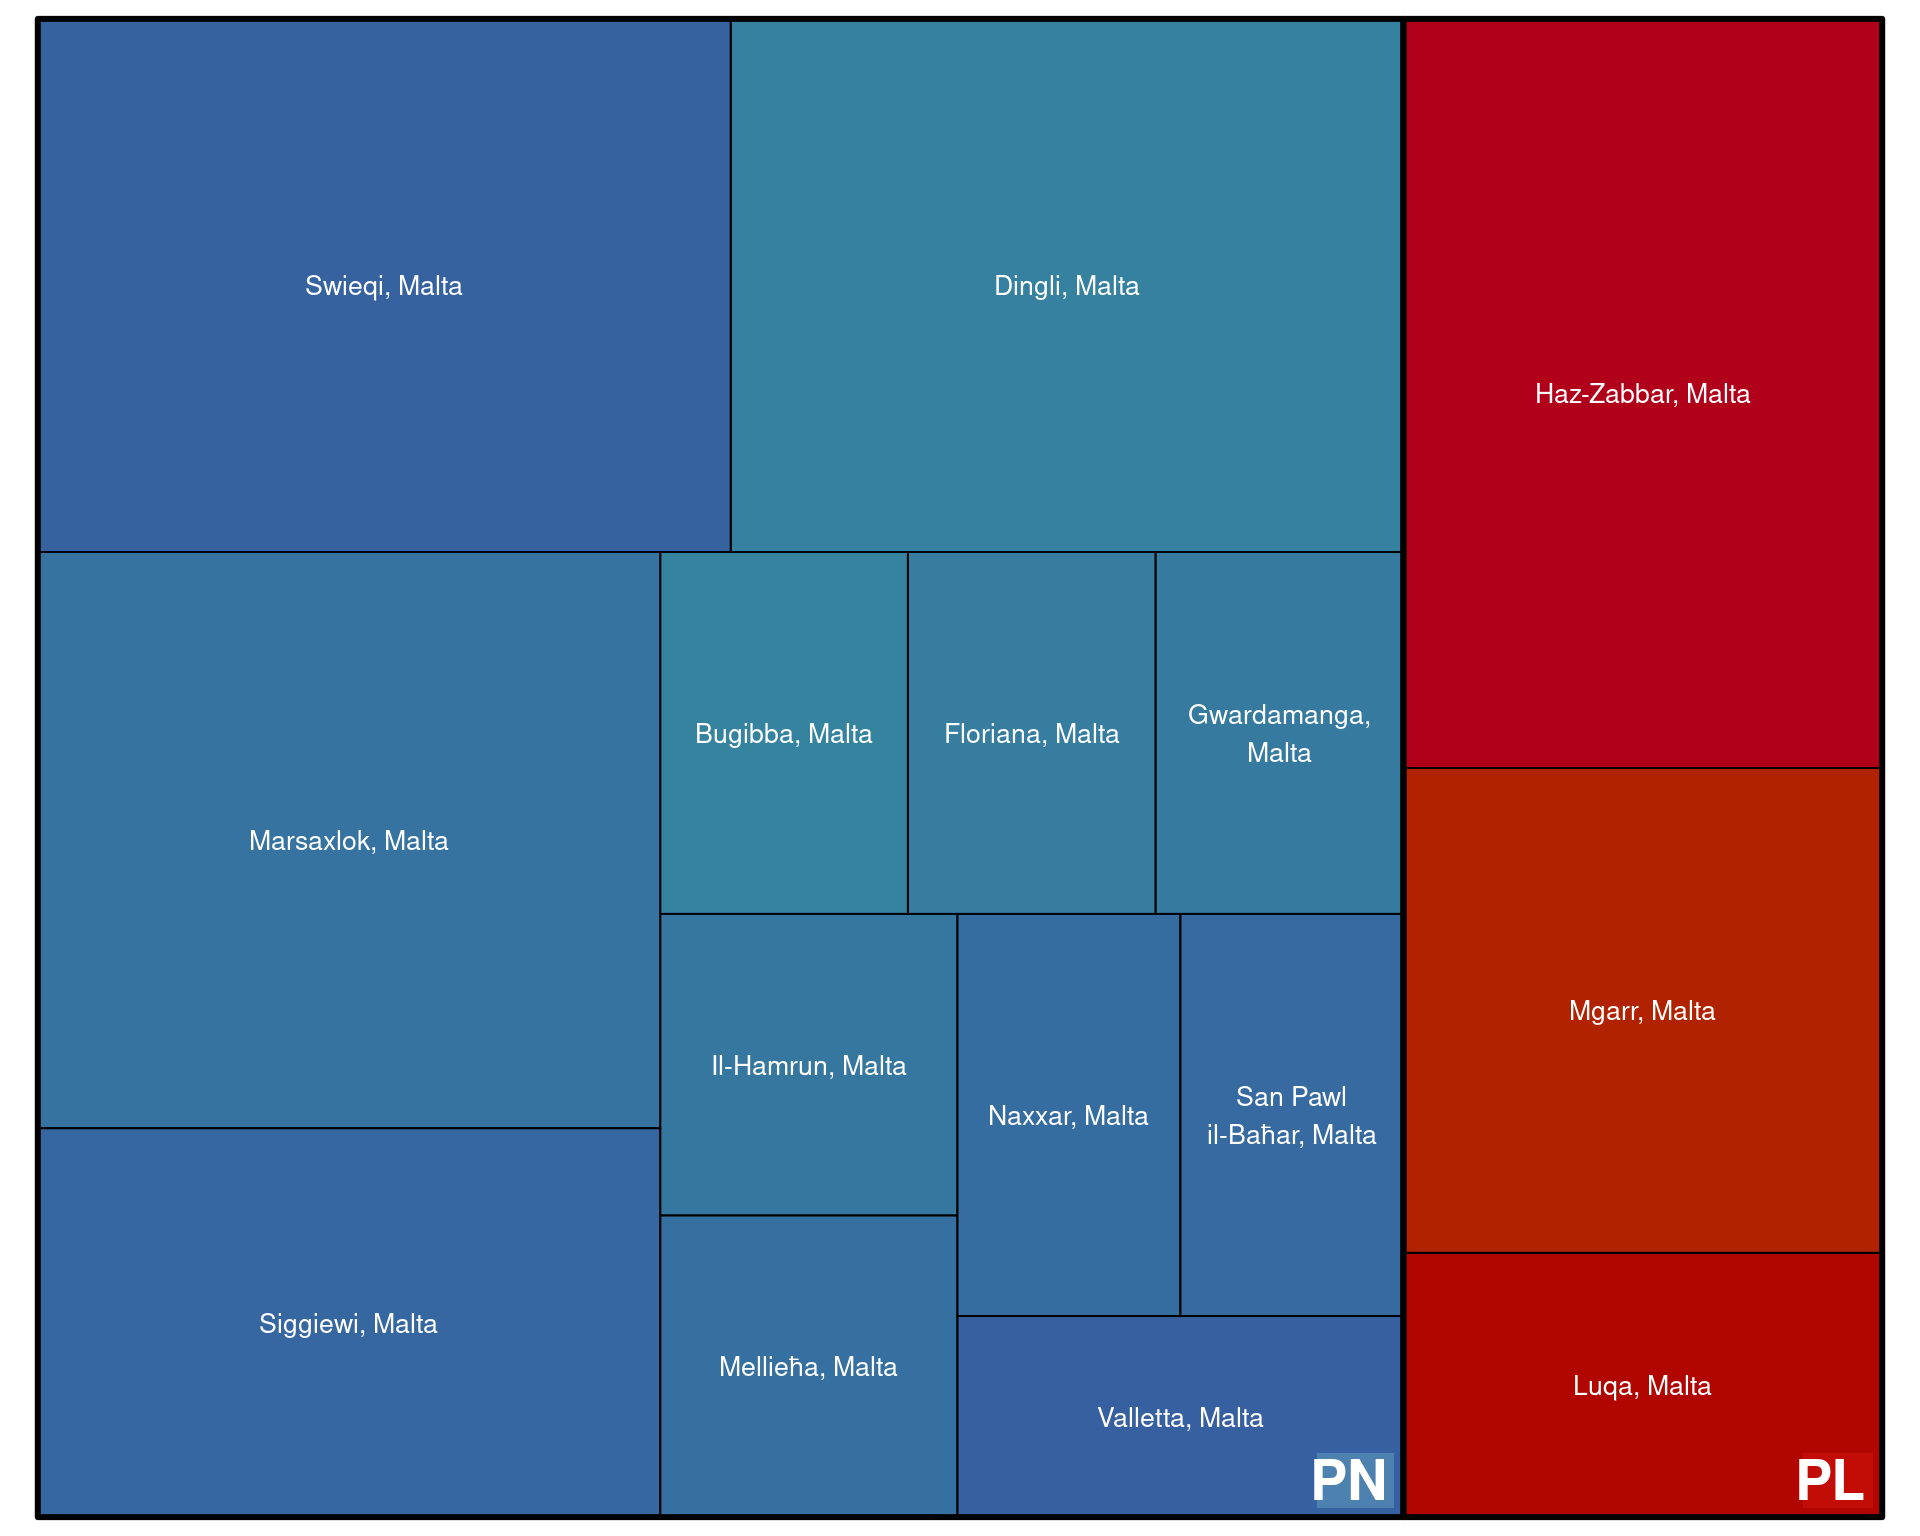 Swieqi, Malta
Dingli, Malta
Haz-Zabbar, Malta
Marsaxlok, Malta
Bugibba, Malta
Floriana, Malta
Gwardamanga,
Malta
Il-Hamrun, Malta
Naxxar, Malta
San Pawl
il-Baħar, Malta
Mgarr, Malta
Siggiewi, Malta
Mellieħa, Malta
Valletta, Malta
Luqa, Malta
PN
PL